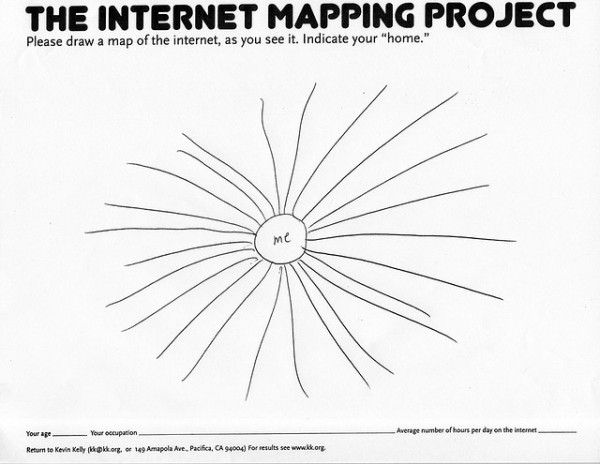 THE INTERNET MAPPING PROJECT
Please draw a map of the internet, as you see it. Indicate your “home.”
me
Your age ________ Your occupation ________ Average number of hours per day on the internet ________
Return to Kevin Kelly (kk@kk.org, or 149 Amapola Ave., Pacifica, CA 94004) For results see www.kk.org.